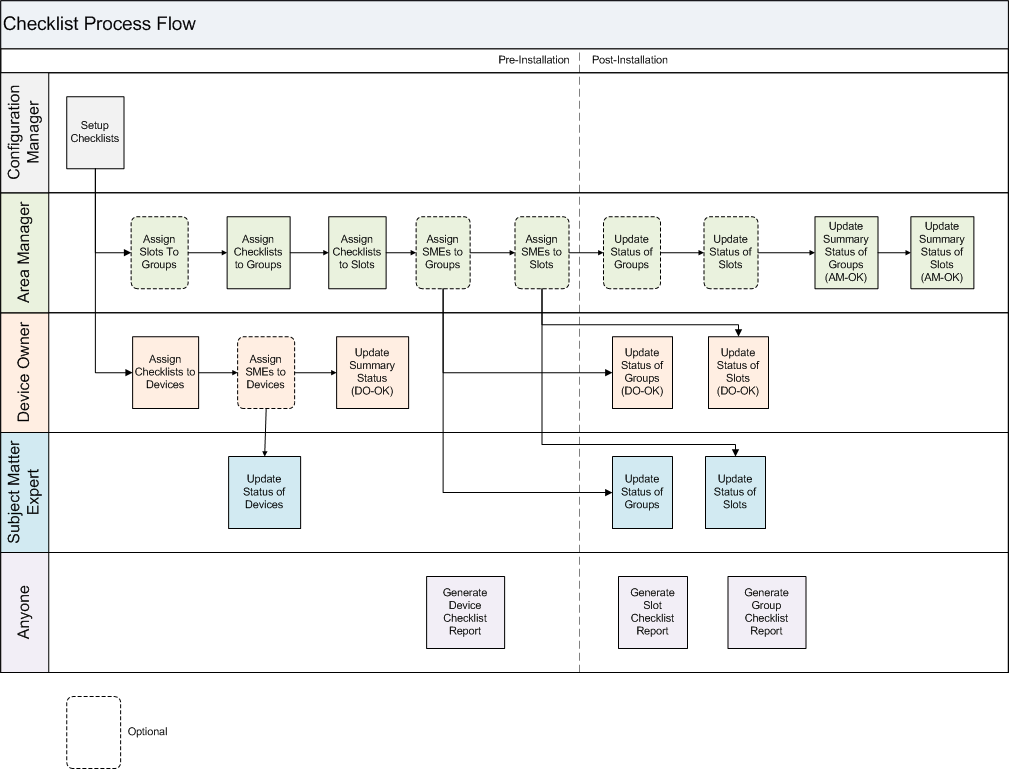 Checklist Process Flow
Pre-Installation
Post-Installation
Configuration
Manager
Setup
Checklists
Area Manager
Assign
Slots To
Groups
Assign
Checklists
to Groups
Assign
Checklists
to Slots
Assign
SMEs to
Groups
Assign
SMEs to
Slots
Update
Status of
Groups
Update
Status of
Slots
Update
Summary
Status of
Groups
(AM-OK)
Update
Summary
Status of
Slots
(AM-OK)
Device Owner
Assign
Checklists to
Devices
Assign
SMEs to
Devices
Update
Summary
Status
(DO-OK)
Update
Status of
Groups
(DO-OK)
Update
Status of
Slots
(DO-OK)
Subject Matter
Expert
Update
Status of
Devices
Update
Status of
Groups
Update
Status of
Slots
Anyone
Generate
Device
Checklist
Report
Generate
Slot
Checklist
Report
Generate
Group
Checklist
Report
Optional